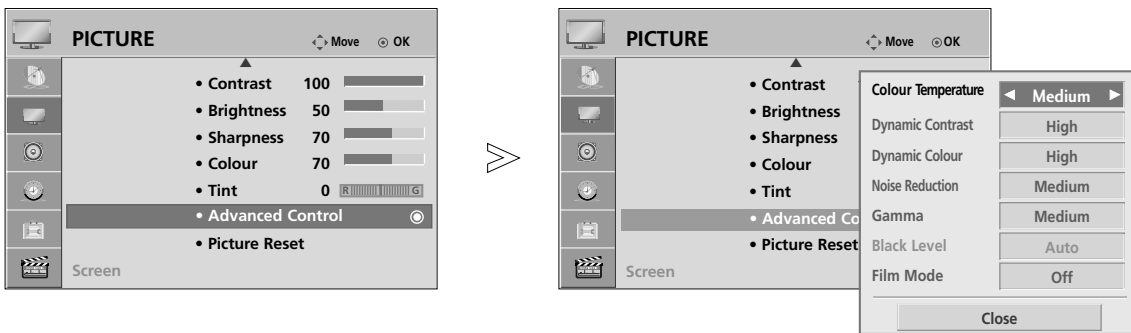 PICTURE
Move
OK
• Contrast 100
• Brightness 50
• Sharpness 70
• Colour 70
• Tint 0 R G
• Advanced Control
• Picture Reset
Screen
PICTURE
Move
OK
• Contrast
• Brightness
• Sharpness
• Colour
• Tint
• Advanced Co
• Picture Reset
Screen
Colour Temperature Medium
Dynamic Contrast High
Dynamic Colour High
Noise Reduction Medium
Gamma Medium
Black Level Auto
Film Mode Off
Close